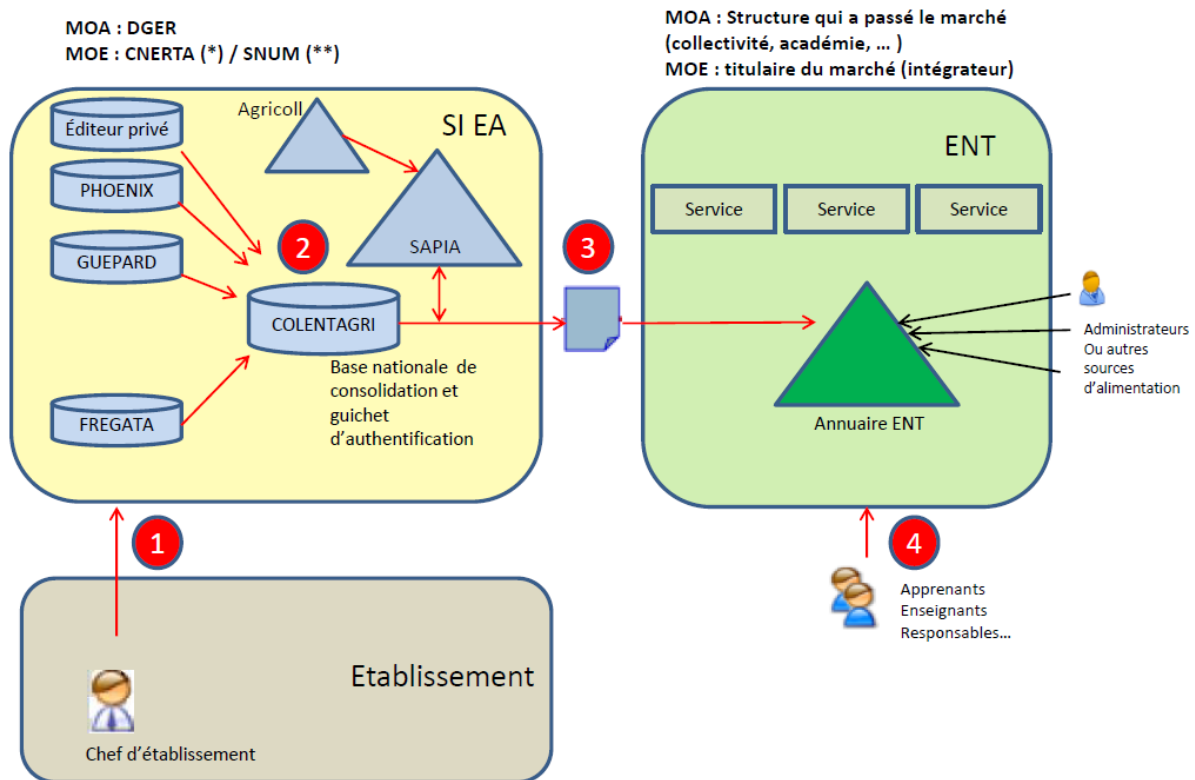 MOA : DGER
MOE : CNERTA (*) / SNUM (**)
MOA : Structure qui a passé le marché
(collectivité, académie, ... )
MOE : titulaire du marché (intégrateur)
Éditeur privé
Agricoll
SI EA
PHOENIX
GUEPARD
2
SAPIA
COLENTAGRI
Base nationale de
consolidation et
guichet
d'authentification
FREGATA
3
ENT
Service
Service
Service
Administrateurs
Ou autres
sources
d'alimentation
Annuaire ENT
1
4
Apprenants
Enseignants
Responsables...
Etablissement
Chef d'établissement